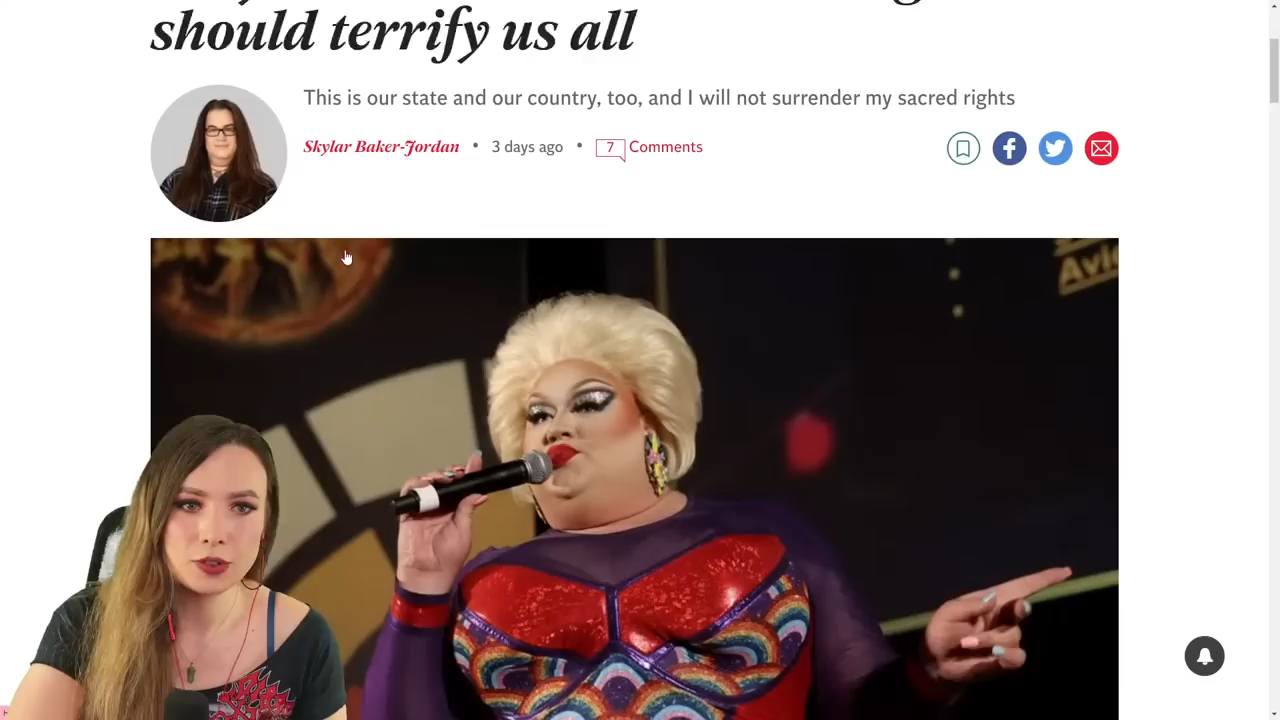 should terrify us all
This is our state and our country, too, and I will not surrender my sacred rights
Skylar Baker-Jordan • 3 days ago • 7 Comments